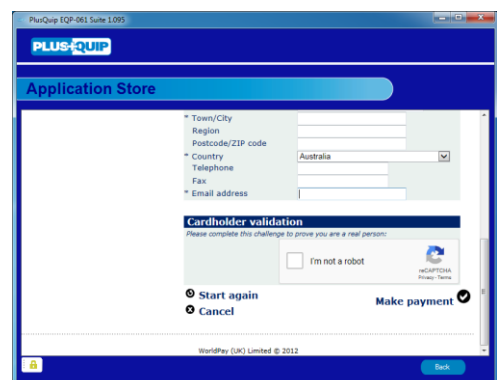 PlusQuip EQP-061 Suite 1.095
PLUS+QUIP
Application Store
* Town/City
Region
Postcode/ZIP code
* Country Australia
Telephone
Fax
* Email address
Cardholder validation
Please complete this challenge to prove you are a real person:
I'm not a robot
reCAPTCHA
Privacy - Terms
Start again
Make payment
Cancel
WorldPay (UK) Limited © 2012
Back